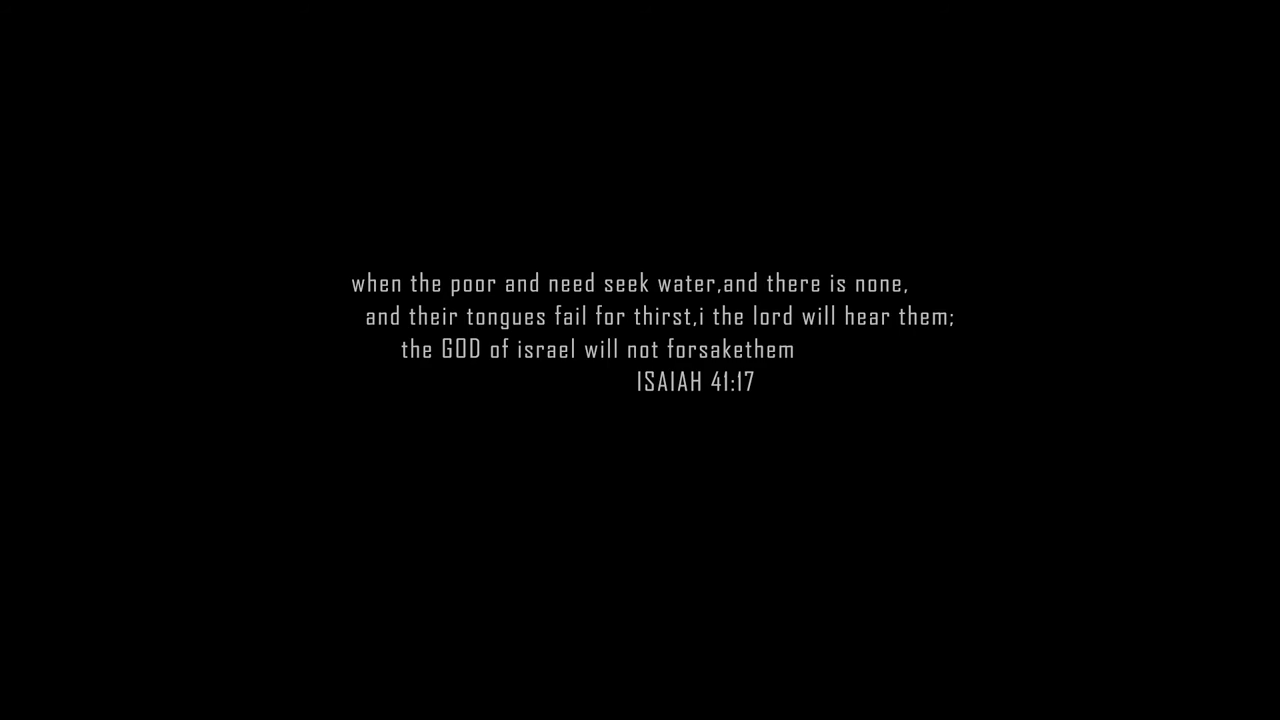 when the poor and need seek water,and there is none,
and their tongues fail for thirst,i the lord will hear them;
the GOD of israel will not forsakethem
ISAIAH 41:17